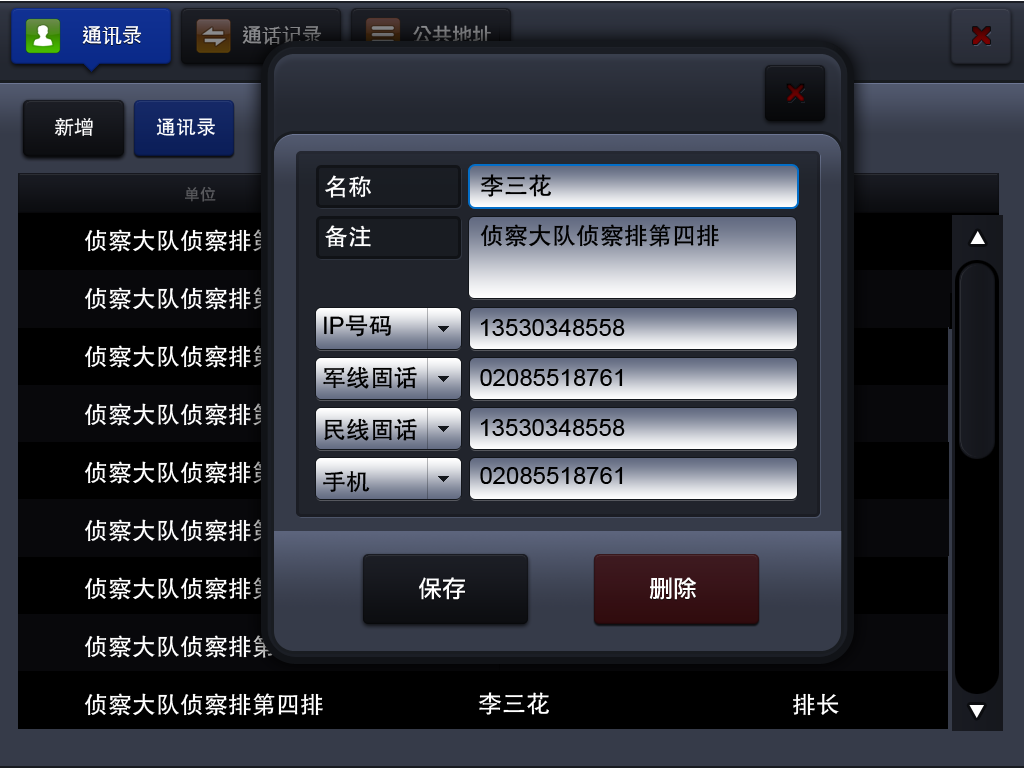 通讯录
通话记录
公共地址
新增
通讯录
单位
名称
李三花
备注
侦察大队侦察排第四排
IP号码
13530348558
军线固话
02085518761
民线固话
13530348558
手机
02085518761
保存
删除
侦察大队侦察排第
侦察大队侦察排第
侦察大队侦察排第
侦察大队侦察排第
侦察大队侦察排第
侦察大队侦察排第
侦察大队侦察排第
侦察大队侦察排第
侦察大队侦察排第四排 李三花 排长